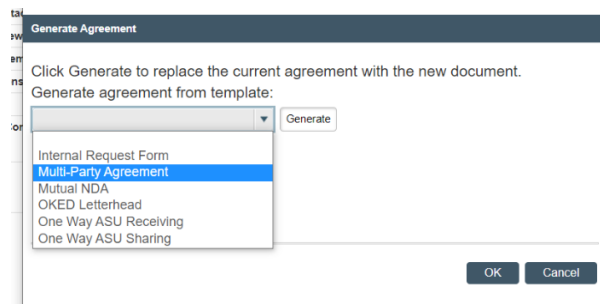 Generate Agreement
Click Generate to replace the current agreement with the new document.
Generate agreement from template:
Generate
Internal Request Form
Multi-Party Agreement
Mutual NDA
OKED Letterhead
One Way ASU Receiving
One Way ASU Sharing
OK
Cancel